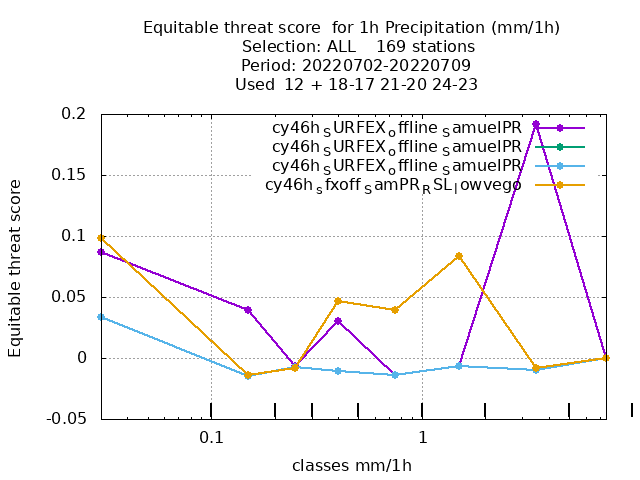 Equitable threat score  for 1h Precipitation (mm/1h)
Selection: ALL    169 stations
Period: 20220702-20220709
Used  12 + 18-17 21-20 24-23
cy46h_SURFEX_offline_SamuelPR
cy46h_SURFEX_offline_SamuelPR
cy46h_SURFEX_offline_SamuelPR
cy46h_sfxoff_SamPR_RSL_lowvego
0.2
0.15
0.1
0.05
0
-0.05
Equitable threat score
0.1
1
classes mm/1h